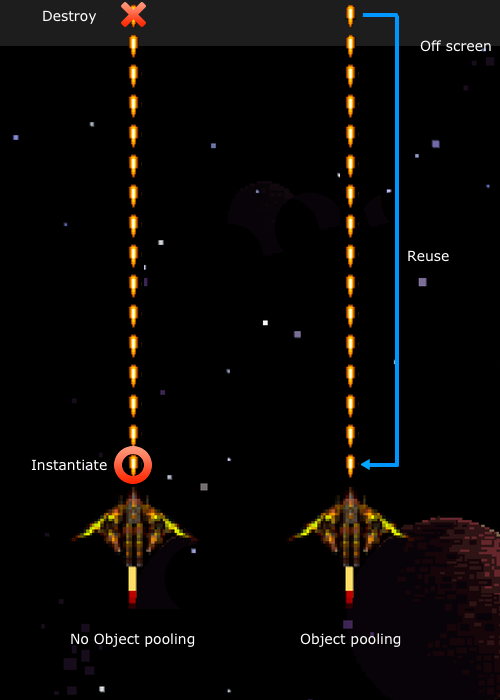 Destroy
Off screen
Reuse
Instantiate
No Object pooling
Object pooling